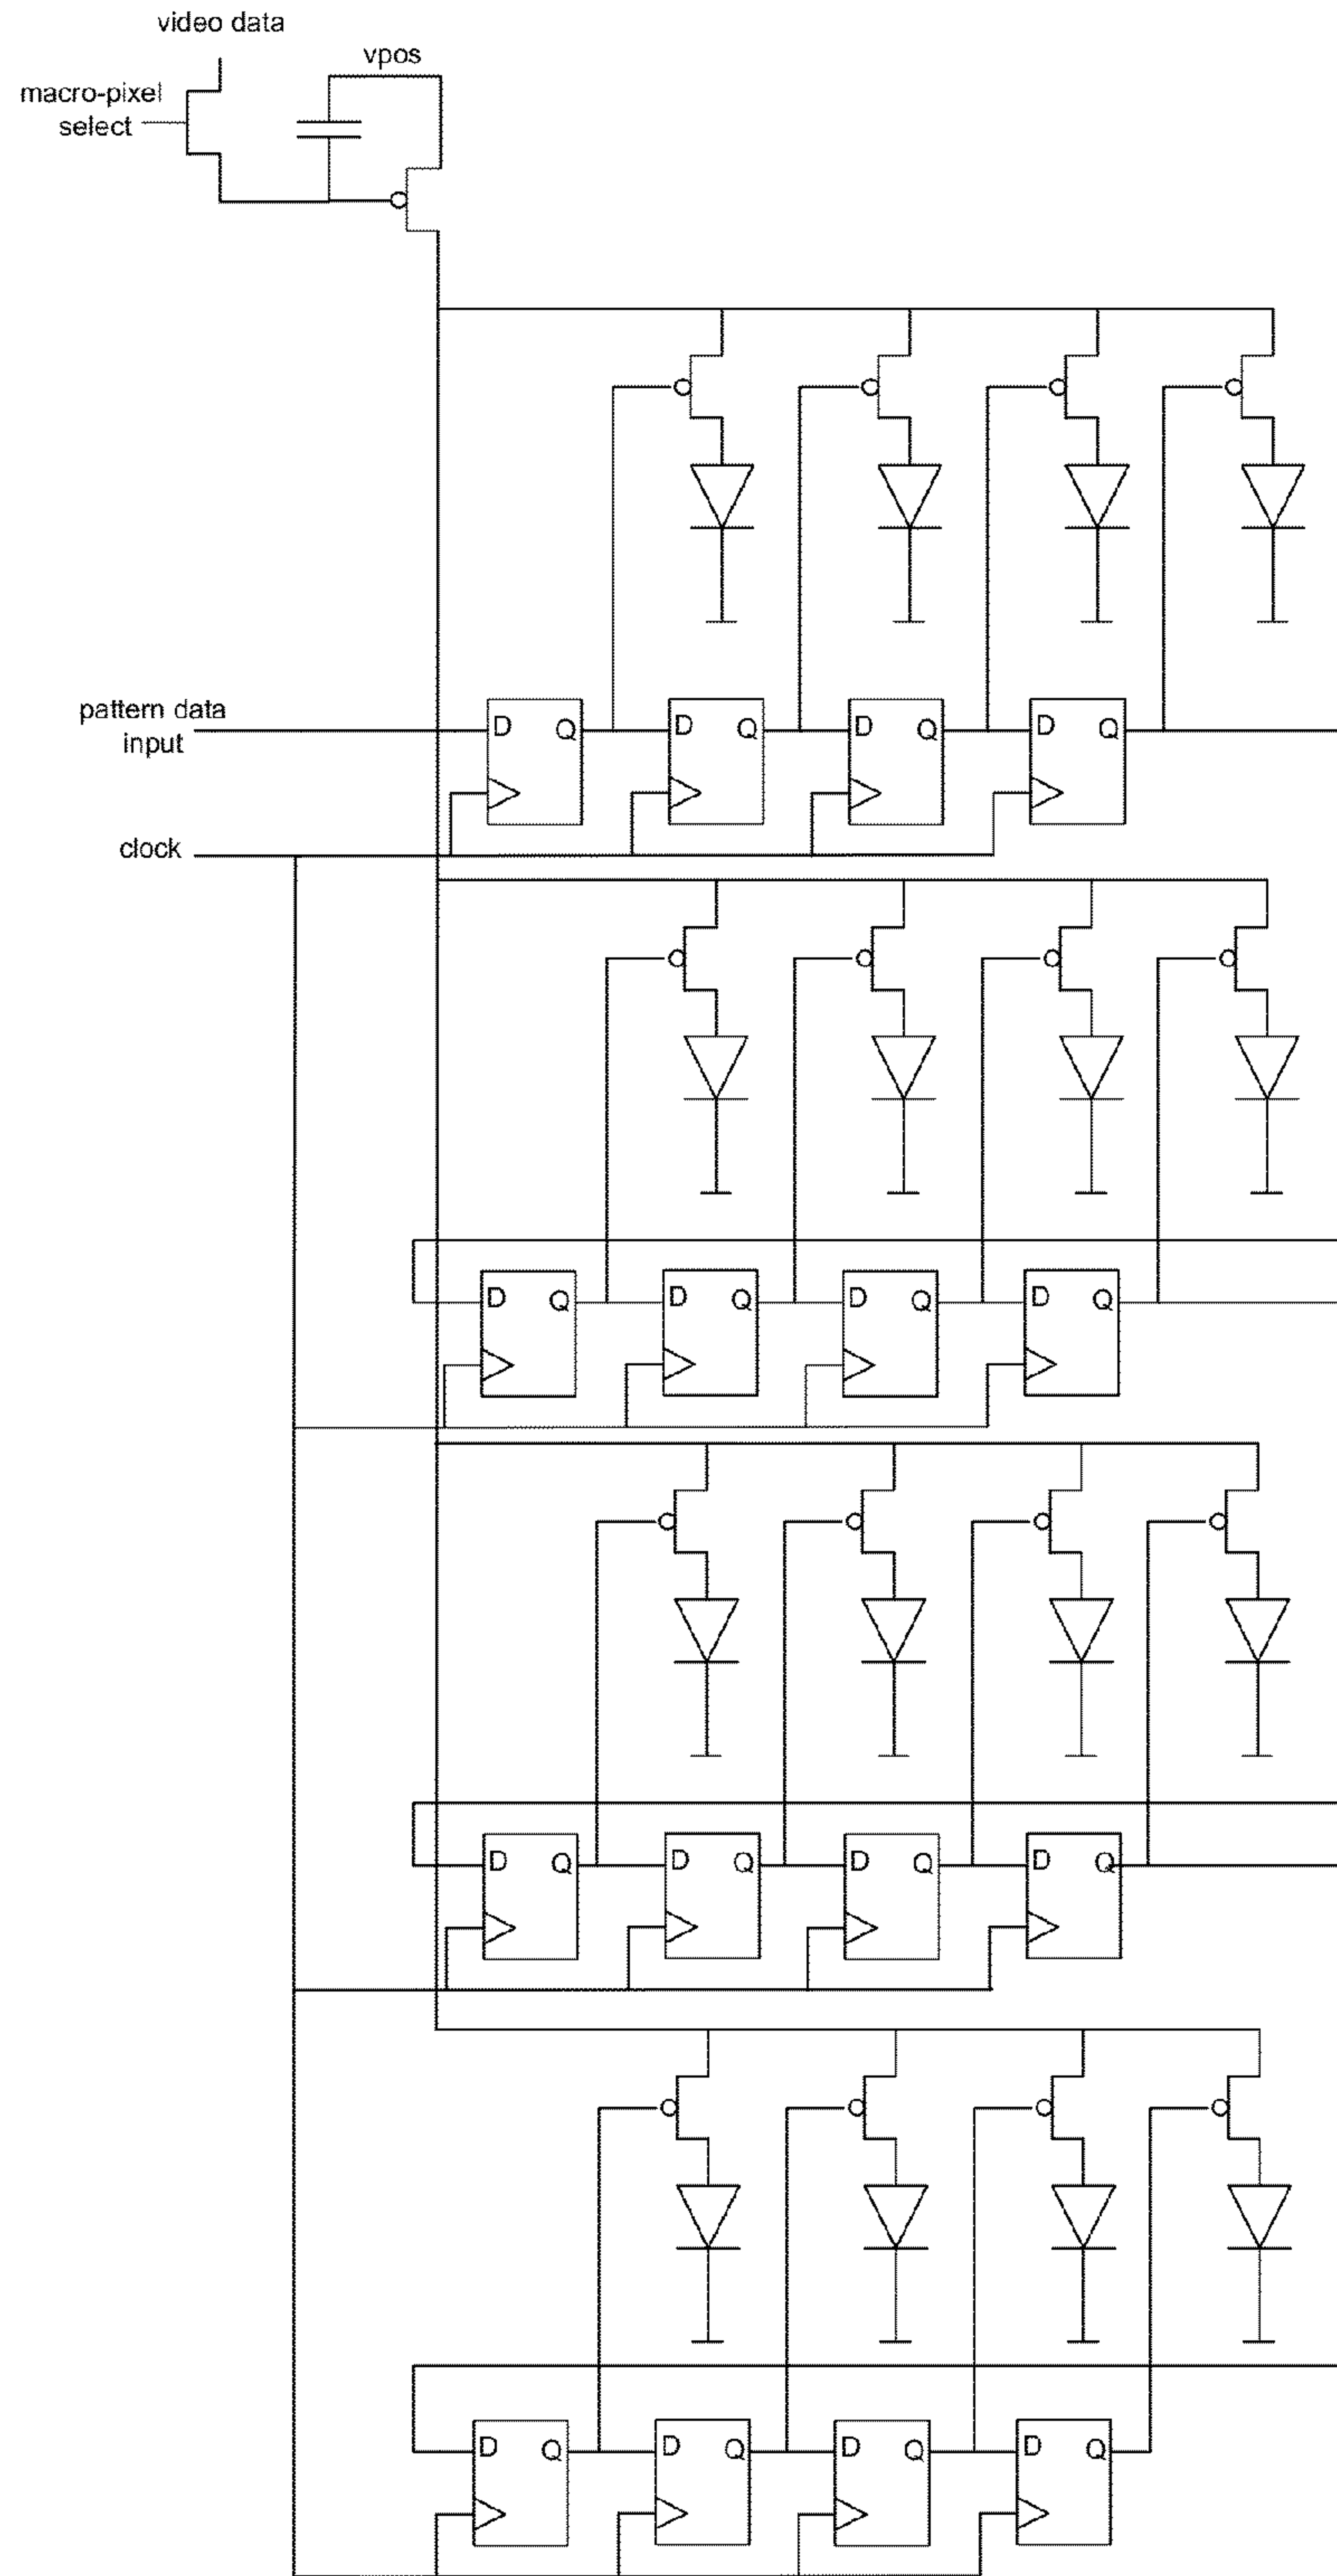 video data
vpos
macro-pixel
select
pattern data
input
D Q D Q D Q D Q
clock
D Q D Q D Q D Q
D Q D Q D Q D Q
D Q D Q D Q D Q